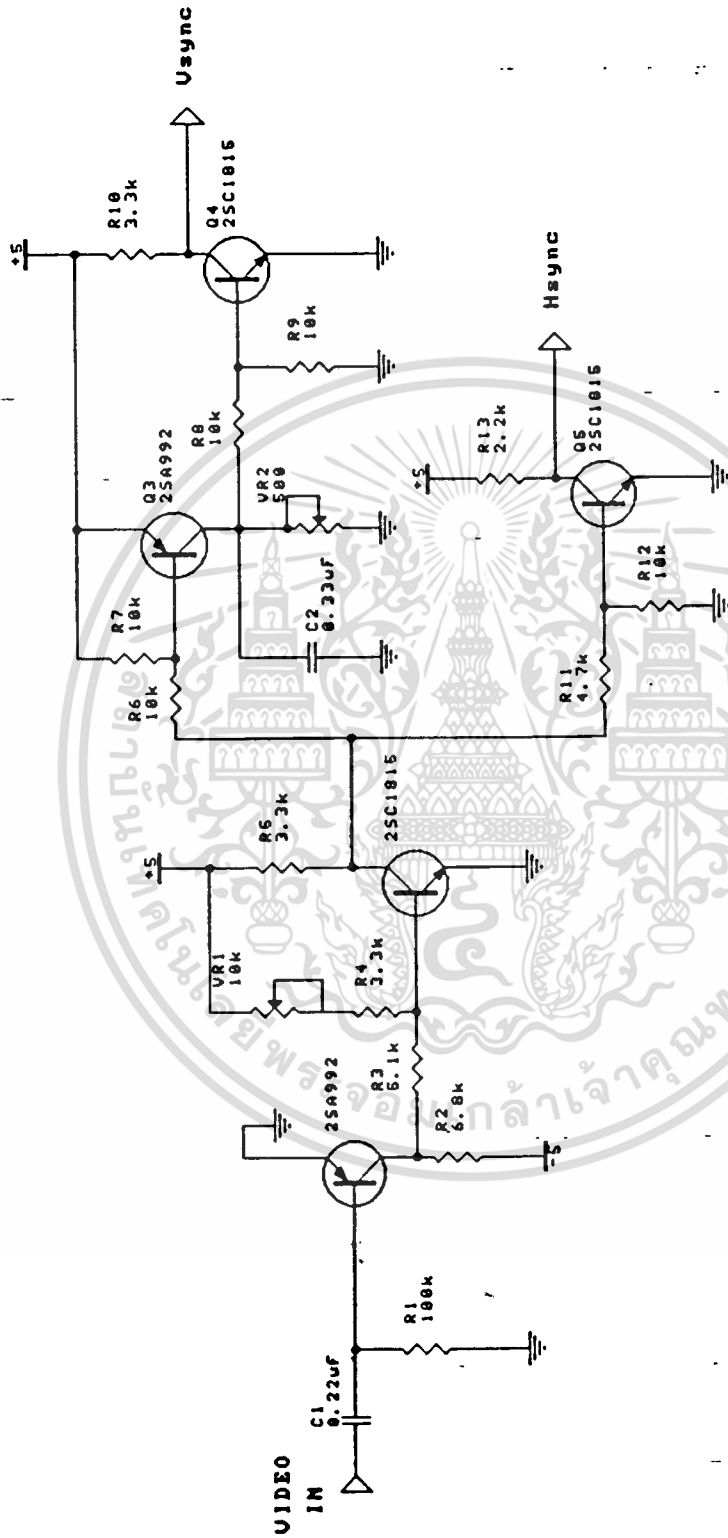 VIDEO
IN
C1
0.22uF
R1
100k
2SA992
R2
6.8k
-5
R3
5.1k
R4
3.3k
VR1
10k
+5
R5
3.3k
2SC1815
R6
10k
R7
10k
Q3
2SA992
C2
0.33uF
VR2
500
R8
10k
R9
10k
+5
R10
3.3k
Q4
2SC1815
Vsync
R11
4.7k
R12
10k
+5
R13
2.2k
Q5
2SC1815
Hsync